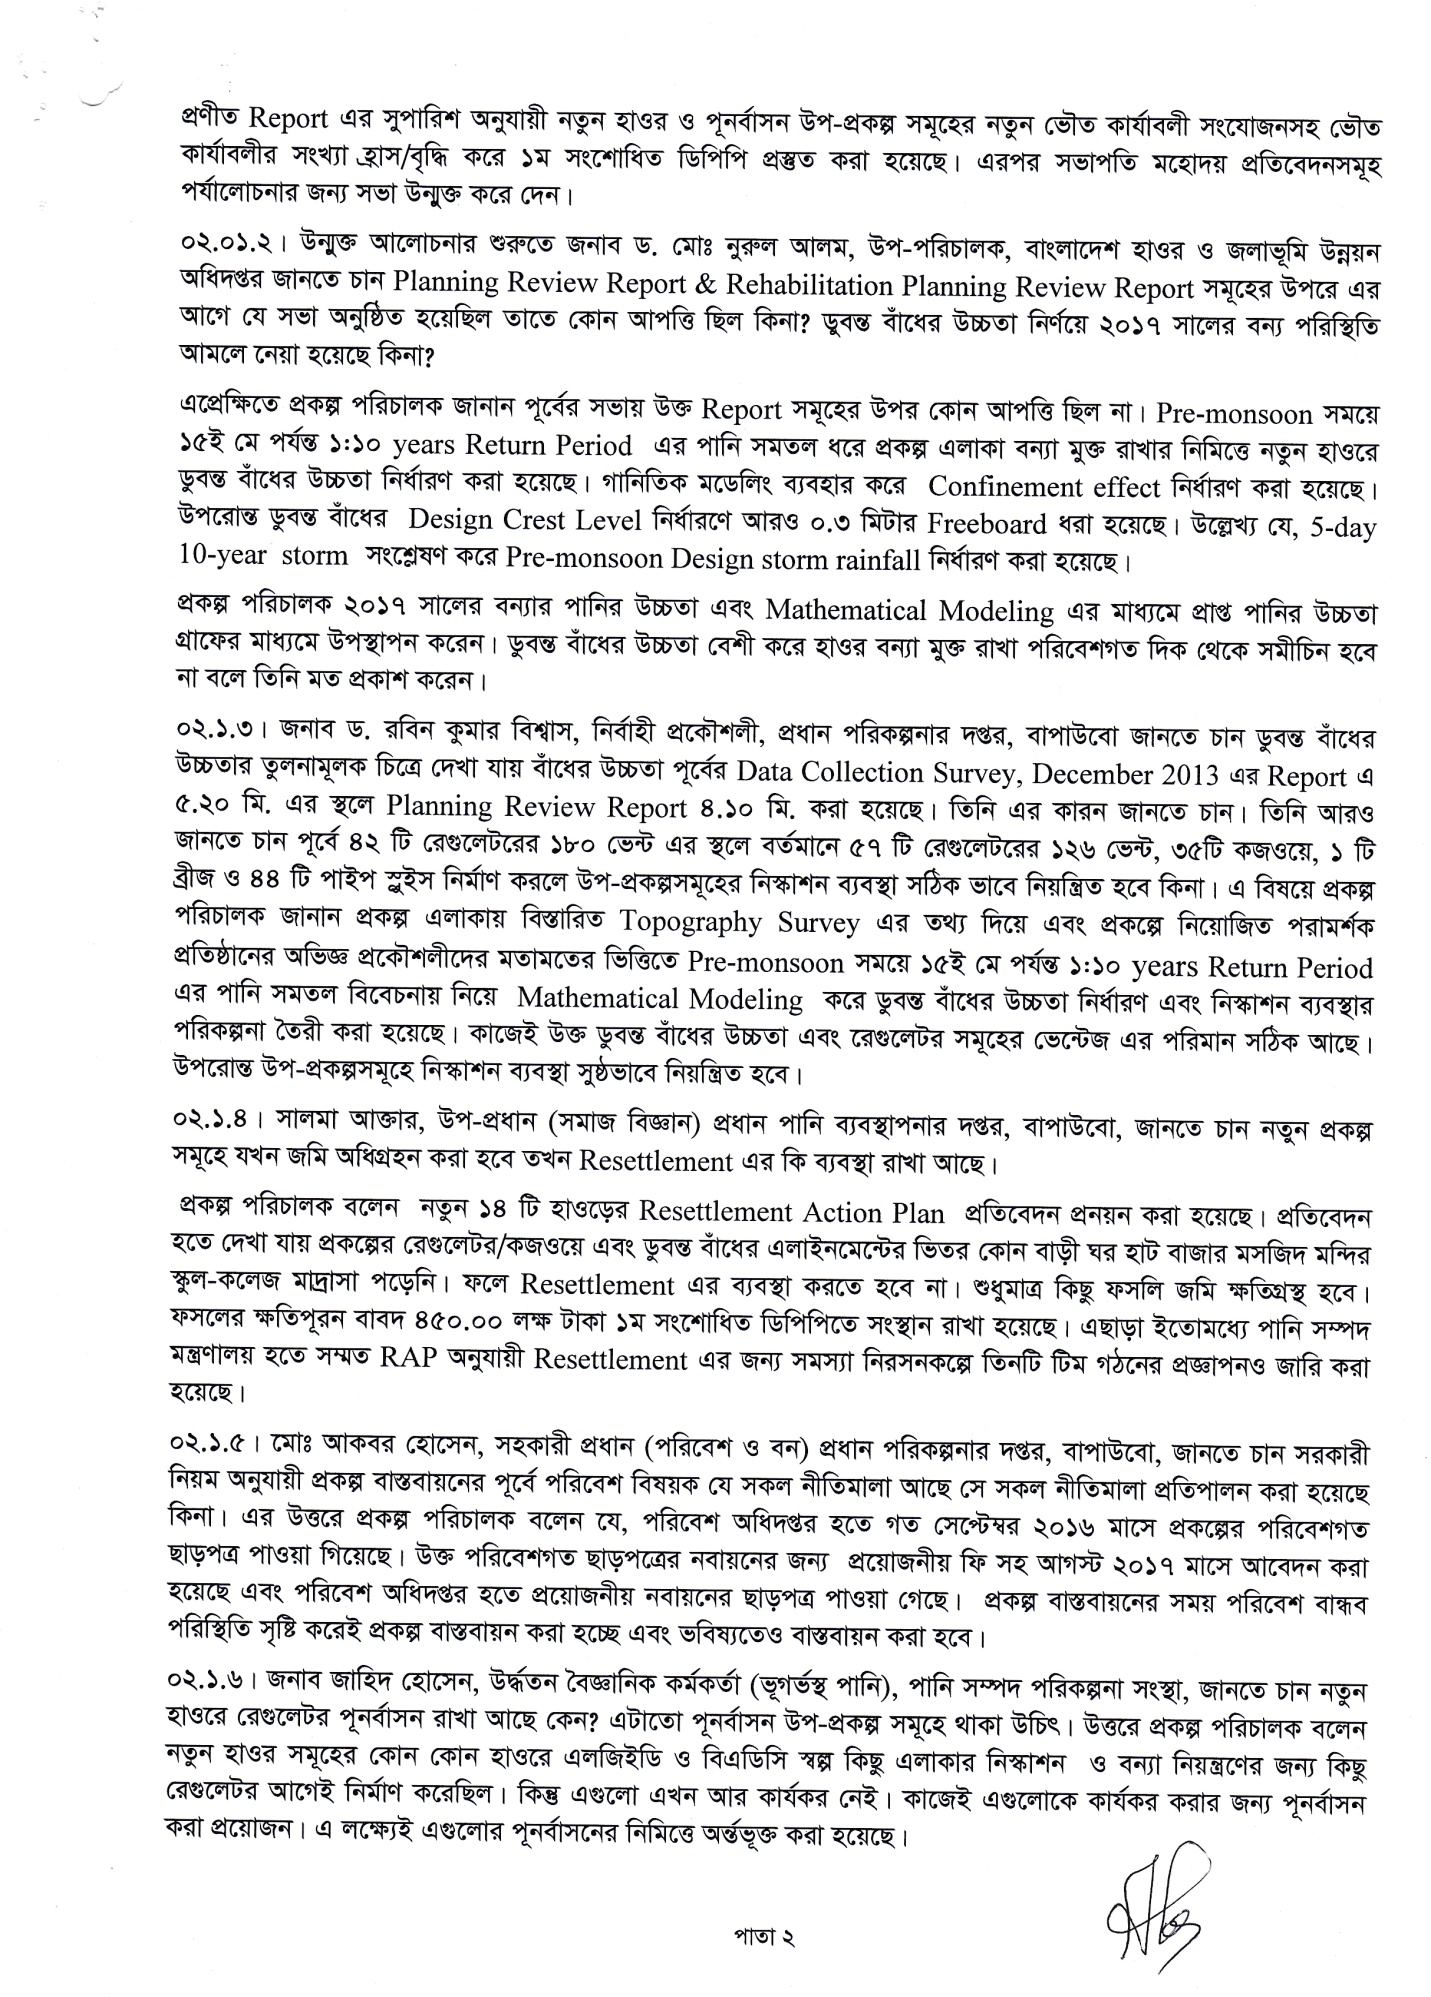 প্রণীত Report এর সুপারিশ অনুযায়ী নতুন হাওর ও পূনর্বাসন উপ-প্রকল্প সমূহের নতুন ভৌত কার্যাবলী সংযোজনসহ ভৌত
কার্যাবলীর সংখ্যা হ্রাস/বৃদ্ধি করে ১ম সংশোধিত ডিপিপি প্রস্তুত করা হয়েছে। এরপর সভাপতি মহোদয় প্রতিবেদনসমূহ
পর্যালোচনার জন্য সভা উন্মুক্ত করে দেন।
০২.০১.২। উন্মুক্ত আলোচনার শুরুতে জনাব ড. মোঃ নুরুল আলম, উপ-পরিচালক, বাংলাদেশ হাওর ও জলাভূমি উন্নয়ন
অধিদপ্তর জানতে চান Planning Review Report & Rehabilitation Planning Review Report সমূহের উপরে এর
আগে যে সভা অনুষ্ঠিত হয়েছিল তাতে কোন আপত্তি ছিল কিনা? ডুবন্ত বাঁধের উচ্চতা নির্ণয়ে ২০১৭ সালের বন্য পরিস্থিতি
আমলে নেয়া হয়েছে কিনা?
এপ্রেক্ষিতে প্রকল্প পরিচালক জানান পূর্বের সভায় উক্ত Report সমূহের উপর কোন আপত্তি ছিল না। Pre-monsoon সময়ে
১৫ই মে পর্যন্ত ১:১০ years Return Period এর পানি সমতল ধরে প্রকল্প এলাকা বন্যা মুক্ত রাখার নিমিত্তে নতুন হাওরে
ডুবন্ত বাঁধের উচ্চতা নির্ধারণ করা হয়েছে। গানিতিক মডেলিং ব্যবহার করে Confinement effect নির্ধারণ করা হয়েছে।
উপরোন্ত ডুবন্ত বাঁধের Design Crest Level নির্ধারণে আরও ০.৩ মিটার Freeboard ধরা হয়েছে। উল্লেখ্য যে, 5-day
10-year storm সংশ্লেষণ করে Pre-monsoon Design storm rainfall নির্ধারণ করা হয়েছে।
প্রকল্প পরিচালক ২০১৭ সালের বন্যার পানির উচ্চতা এবং Mathematical Modeling এর মাধ্যমে প্রাপ্ত পানির উচ্চতা
গ্রাফের মাধ্যমে উপস্থাপন করেন। ডুবন্ত বাঁধের উচ্চতা বেশী করে হাওর বন্যা মুক্ত রাখা পরিবেশগত দিক থেকে সমীচিন হবে
না বলে তিনি মত প্রকাশ করেন।
০২.১.৩। জনাব ড. রবিন কুমার বিশ্বাস, নির্বাহী প্রকৌশলী, প্রধান পরিকল্পনার দপ্তর, বাপাউবো জানতে চান ডুবন্ত বাঁধের
উচ্চতার তুলনামূলক চিত্রে দেখা যায় বাঁধের উচ্চতা পূর্বের Data Collection Survey, December 2013 এর Report এ
৫.২০ মি. এর স্থলে Planning Review Report ৪.১০ মি. করা হয়েছে। তিনি এর কারন জানতে চান। তিনি আরও
জানতে চান পূর্বে ৪২ টি রেগুলেটরের ১৮০ ভেন্ট এর স্থলে বর্তমানে ৫৭ টি রেগুলেটরের ১২৬ ভেন্ট, ৩৫টি কজওয়ে, ১ টি
ব্রীজ ও ৪৪ টি পাইপ স্লুইস নির্মাণ করলে উপ-প্রকল্পসমূহের নিস্কাশন ব্যবস্থা সঠিক ভাবে নিয়ন্ত্রিত হবে কিনা। এ বিষয়ে প্রকল্প
পরিচালক জানান প্রকল্প এলাকায় বিস্তারিত Topography Survey এর তথ্য দিয়ে এবং প্রকল্পে নিয়োজিত পরামর্শক
প্রতিষ্ঠানের অভিজ্ঞ প্রকৌশলীদের মতামতের ভিত্তিতে Pre-monsoon সময়ে ১৫ই মে পর্যন্ত ১:১০ years Return Period
এর পানি সমতল বিবেচনায় নিয়ে Mathematical Modeling করে ডুবন্ত বাঁধের উচ্চতা নির্ধারণ এবং নিস্কাশন ব্যবস্থার
পরিকল্পনা তৈরী করা হয়েছে। কাজেই উক্ত ডুবন্ত বাঁধের উচ্চতা এবং রেগুলেটর সমূহের ভেন্টেজ এর পরিমান সঠিক আছে।
উপরোন্ত উপ-প্রকল্পসমূহে নিস্কাশন ব্যবস্থা সুষ্ঠভাবে নিয়ন্ত্রিত হবে।
০২.১.৪। সালমা আক্তার, উপ-প্রধান (সমাজ বিজ্ঞান) প্রধান পানি ব্যবস্থাপনার দপ্তর, বাপাউবো, জানতে চান নতুন প্রকল্প
সমূহে যখন জমি অধিগ্রহন করা হবে তখন Resettlement এর কি ব্যবস্থা রাখা আছে।
প্রকল্প পরিচালক বলেন নতুন ১৪ টি হাওড়ের Resettlement Action Plan প্রতিবেদন প্রনয়ন করা হয়েছে। প্রতিবেদন
হতে দেখা যায় প্রকল্পের রেগুলেটর/কজওয়ে এবং ডুবন্ত বাঁধের এলাইনমেন্টের ভিতর কোন বাড়ী ঘর হাট বাজার মসজিদ মন্দির
স্কুল-কলেজ মাদ্রাসা পড়েনি। ফলে Resettlement এর ব্যবস্থা করতে হবে না। শুধুমাত্র কিছু ফসলি জমি ক্ষতিগ্রস্থ হবে।
ফসলের ক্ষতিপূরন বাবদ ৪৫০.০০ লক্ষ টাকা ১ম সংশোধিত ডিপিপিতে সংস্থান রাখা হয়েছে। এছাড়া ইতোমধ্যে পানি সম্পদ
মন্ত্রণালয় হতে সম্মত RAP অনুযায়ী Resettlement এর জন্য সমস্যা নিরসনকল্পে তিনটি টিম গঠনের প্রজ্ঞাপনও জারি করা
হয়েছে।
০২.১.৫। মোঃ আকবর হোসেন, সহকারী প্রধান (পরিবেশ ও বন) প্রধান পরিকল্পনার দপ্তর, বাপাউবো, জানতে চান সরকারী
নিয়ম অনুযায়ী প্রকল্প বাস্তবায়নের পূর্বে পরিবেশ বিষয়ক যে সকল নীতিমালা আছে সে সকল নীতিমালা প্রতিপালন করা হয়েছে
কিনা। এর উত্তরে প্রকল্প পরিচালক বলেন যে, পরিবেশ অধিদপ্তর হতে গত সেপ্টেম্বর ২০১৬ মাসে প্রকল্পের পরিবেশগত
ছাড়পত্র পাওয়া গিয়েছে। উক্ত পরিবেশগত ছাড়পত্রের নবায়নের জন্য প্রয়োজনীয় ফি সহ আগস্ট ২০১৭ মাসে আবেদন করা
হয়েছে এবং পরিবেশ অধিদপ্তর হতে প্রয়োজনীয় নবায়নের ছাড়পত্র পাওয়া গেছে। প্রকল্প বাস্তবায়নের সময় পরিবেশ বান্ধব
পরিস্থিতি সৃষ্টি করেই প্রকল্প বাস্তবায়ন করা হচ্ছে এবং ভবিষ্যতেও বাস্তবায়ন করা হবে।
০২.১.৬। জনাব জাহিদ হোসেন, উর্দ্ধতন বৈজ্ঞানিক কর্মকর্তা (ভূগর্ভস্থ পানি), পানি সম্পদ পরিকল্পনা সংস্থা, জানতে চান নতুন
হাওরে রেগুলেটর পূনর্বাসন রাখা আছে কেন? এটাতো পূনর্বাসন উপ-প্রকল্প সমূহে থাকা উচিৎ। উত্তরে প্রকল্প পরিচালক বলেন
নতুন হাওর সমূহের কোন কোন হাওরে এলজিইডি ও বিএডিসি স্বল্প কিছু এলাকার নিস্কাশন ও বন্যা নিয়ন্ত্রণের জন্য কিছু
রেগুলেটর আগেই নির্মাণ করেছিল। কিন্তু এগুলো এখন আর কার্যকর নেই। কাজেই এগুলোকে কার্যকর করার জন্য পূনর্বাসন
করা প্রয়োজন। এ লক্ষ্যেই এগুলোর পূনর্বাসনের নিমিত্তে অর্ন্তভূক্ত করা হয়েছে।
পাতা ২